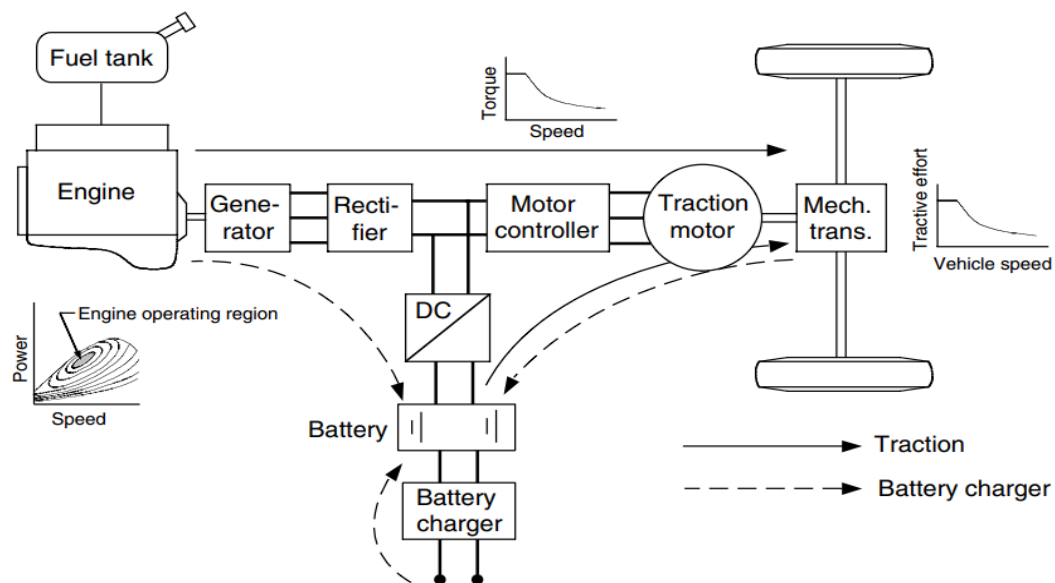 Fuel tank
Torque
Speed
Engine
Gene-
rator
Recti-
fier
Motor
controller
Traction
motor
Mech.
trans.
Tractive effort
Vehicle speed
DC
Engine operating region
Power
Speed
Battery
Traction
Battery charger
Battery
charger